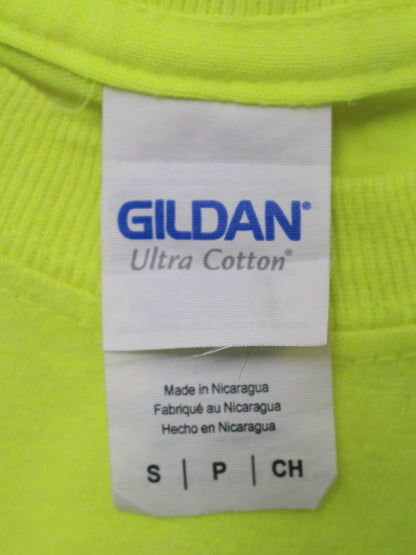 GILDAN®
Ultra Cotton®
Made in Nicaragua
Fabriqué au Nicaragua
Hecho en Nicaragua
S | P | CH